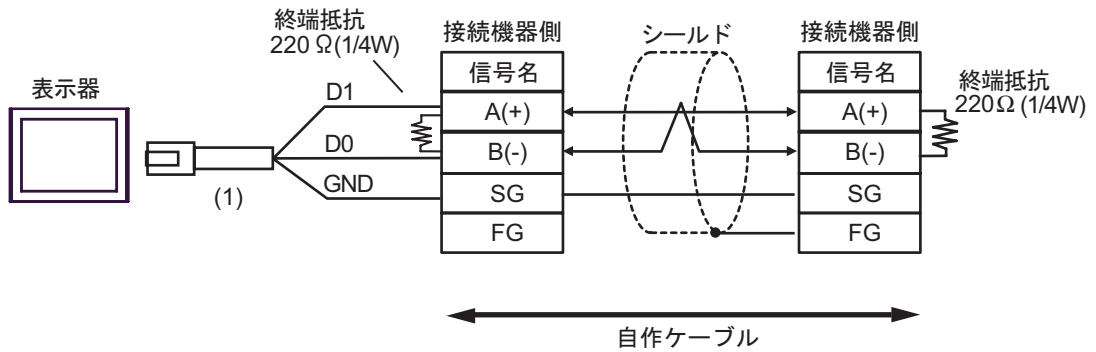 表示器
(1)
D1
D0
GND
終端抵抗
220 Ω(1/4W)
接続機器側
信号名
A(+)
B(-)
SG
FG
シールド
接続機器側
信号名
A(+)
B(-)
SG
FG
終端抵抗
220Ω (1/4W)
自作ケーブル